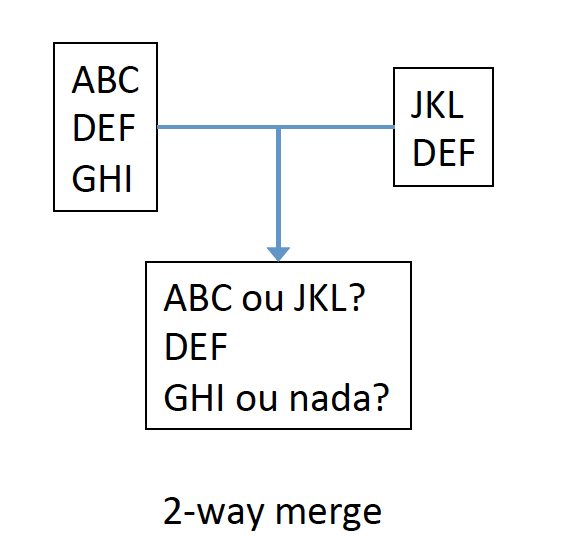 ABC
DEF
GHI
JKL
DEF
ABC ou JKL?
DEF
GHI ou nada?
2-way merge